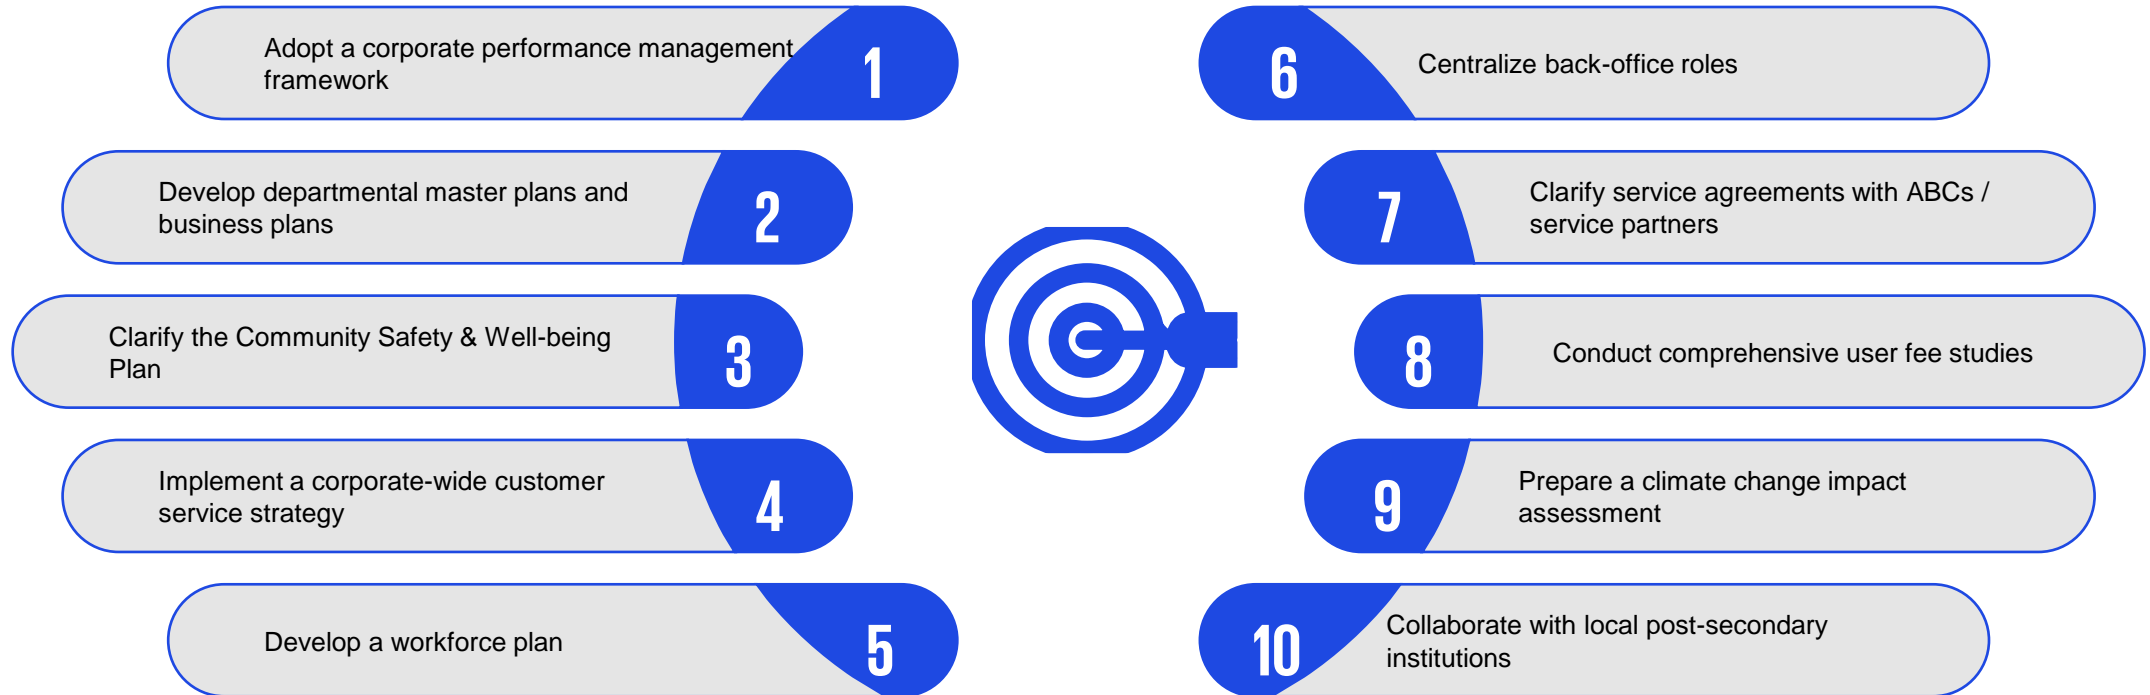 Adopt a corporate performance management
framework
1
Develop departmental master plans and
business plans
2
Clarify the Community Safety & Well-being
Plan
3
Implement a corporate-wide customer
service strategy
4
Develop a workforce plan
5
6
Centralize back-office roles
7
Clarify service agreements with ABCs /
service partners
8
Conduct comprehensive user fee studies
9
Prepare a climate change impact
assessment
10
Collaborate with local post-secondary
institutions